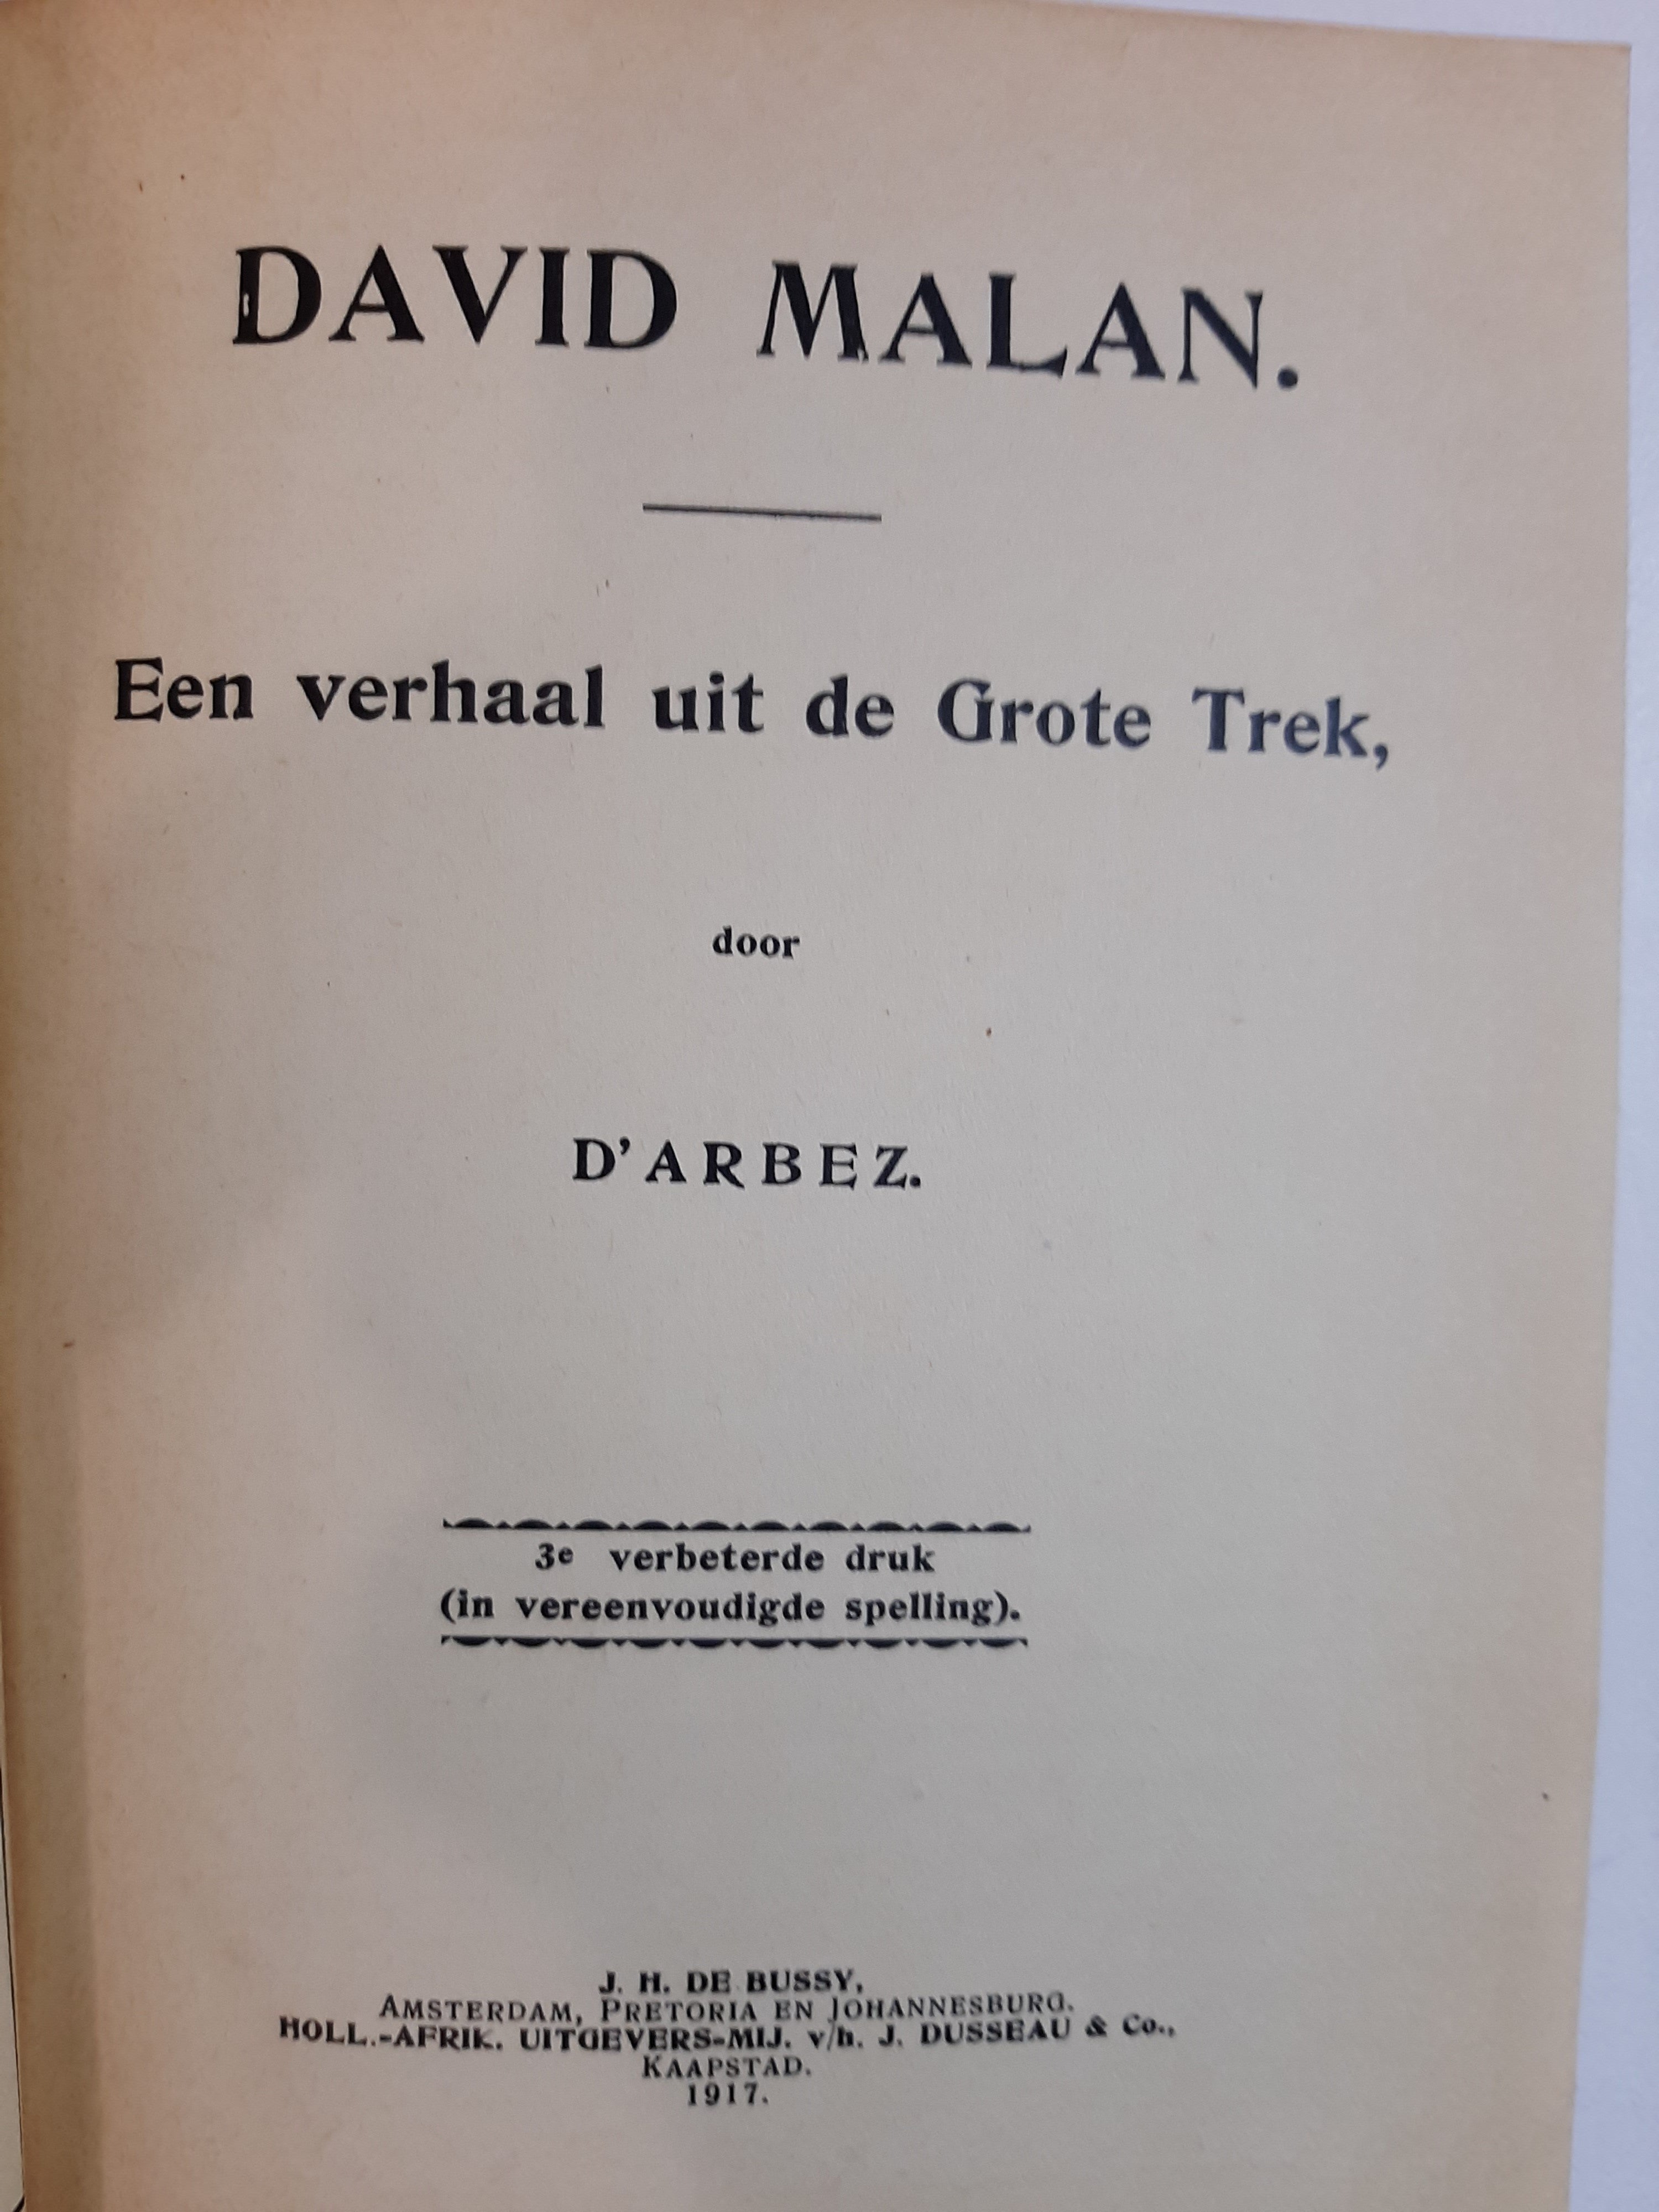 DAVID MALAN.
Een verhaal uit de Grote Trek,
door
D'ARBEZ.
3e verbeterde druk
(in vereenvoudigde spelling).
J. H. DE BUSSY,
AMSTERDAM, PRETORIA EN JOHANNESBURG.
HOLL.-AFRIK. UITGEVERS-MIJ. v/h. J. DUSSEAU & Co.,
KAAPSTAD.
1917.